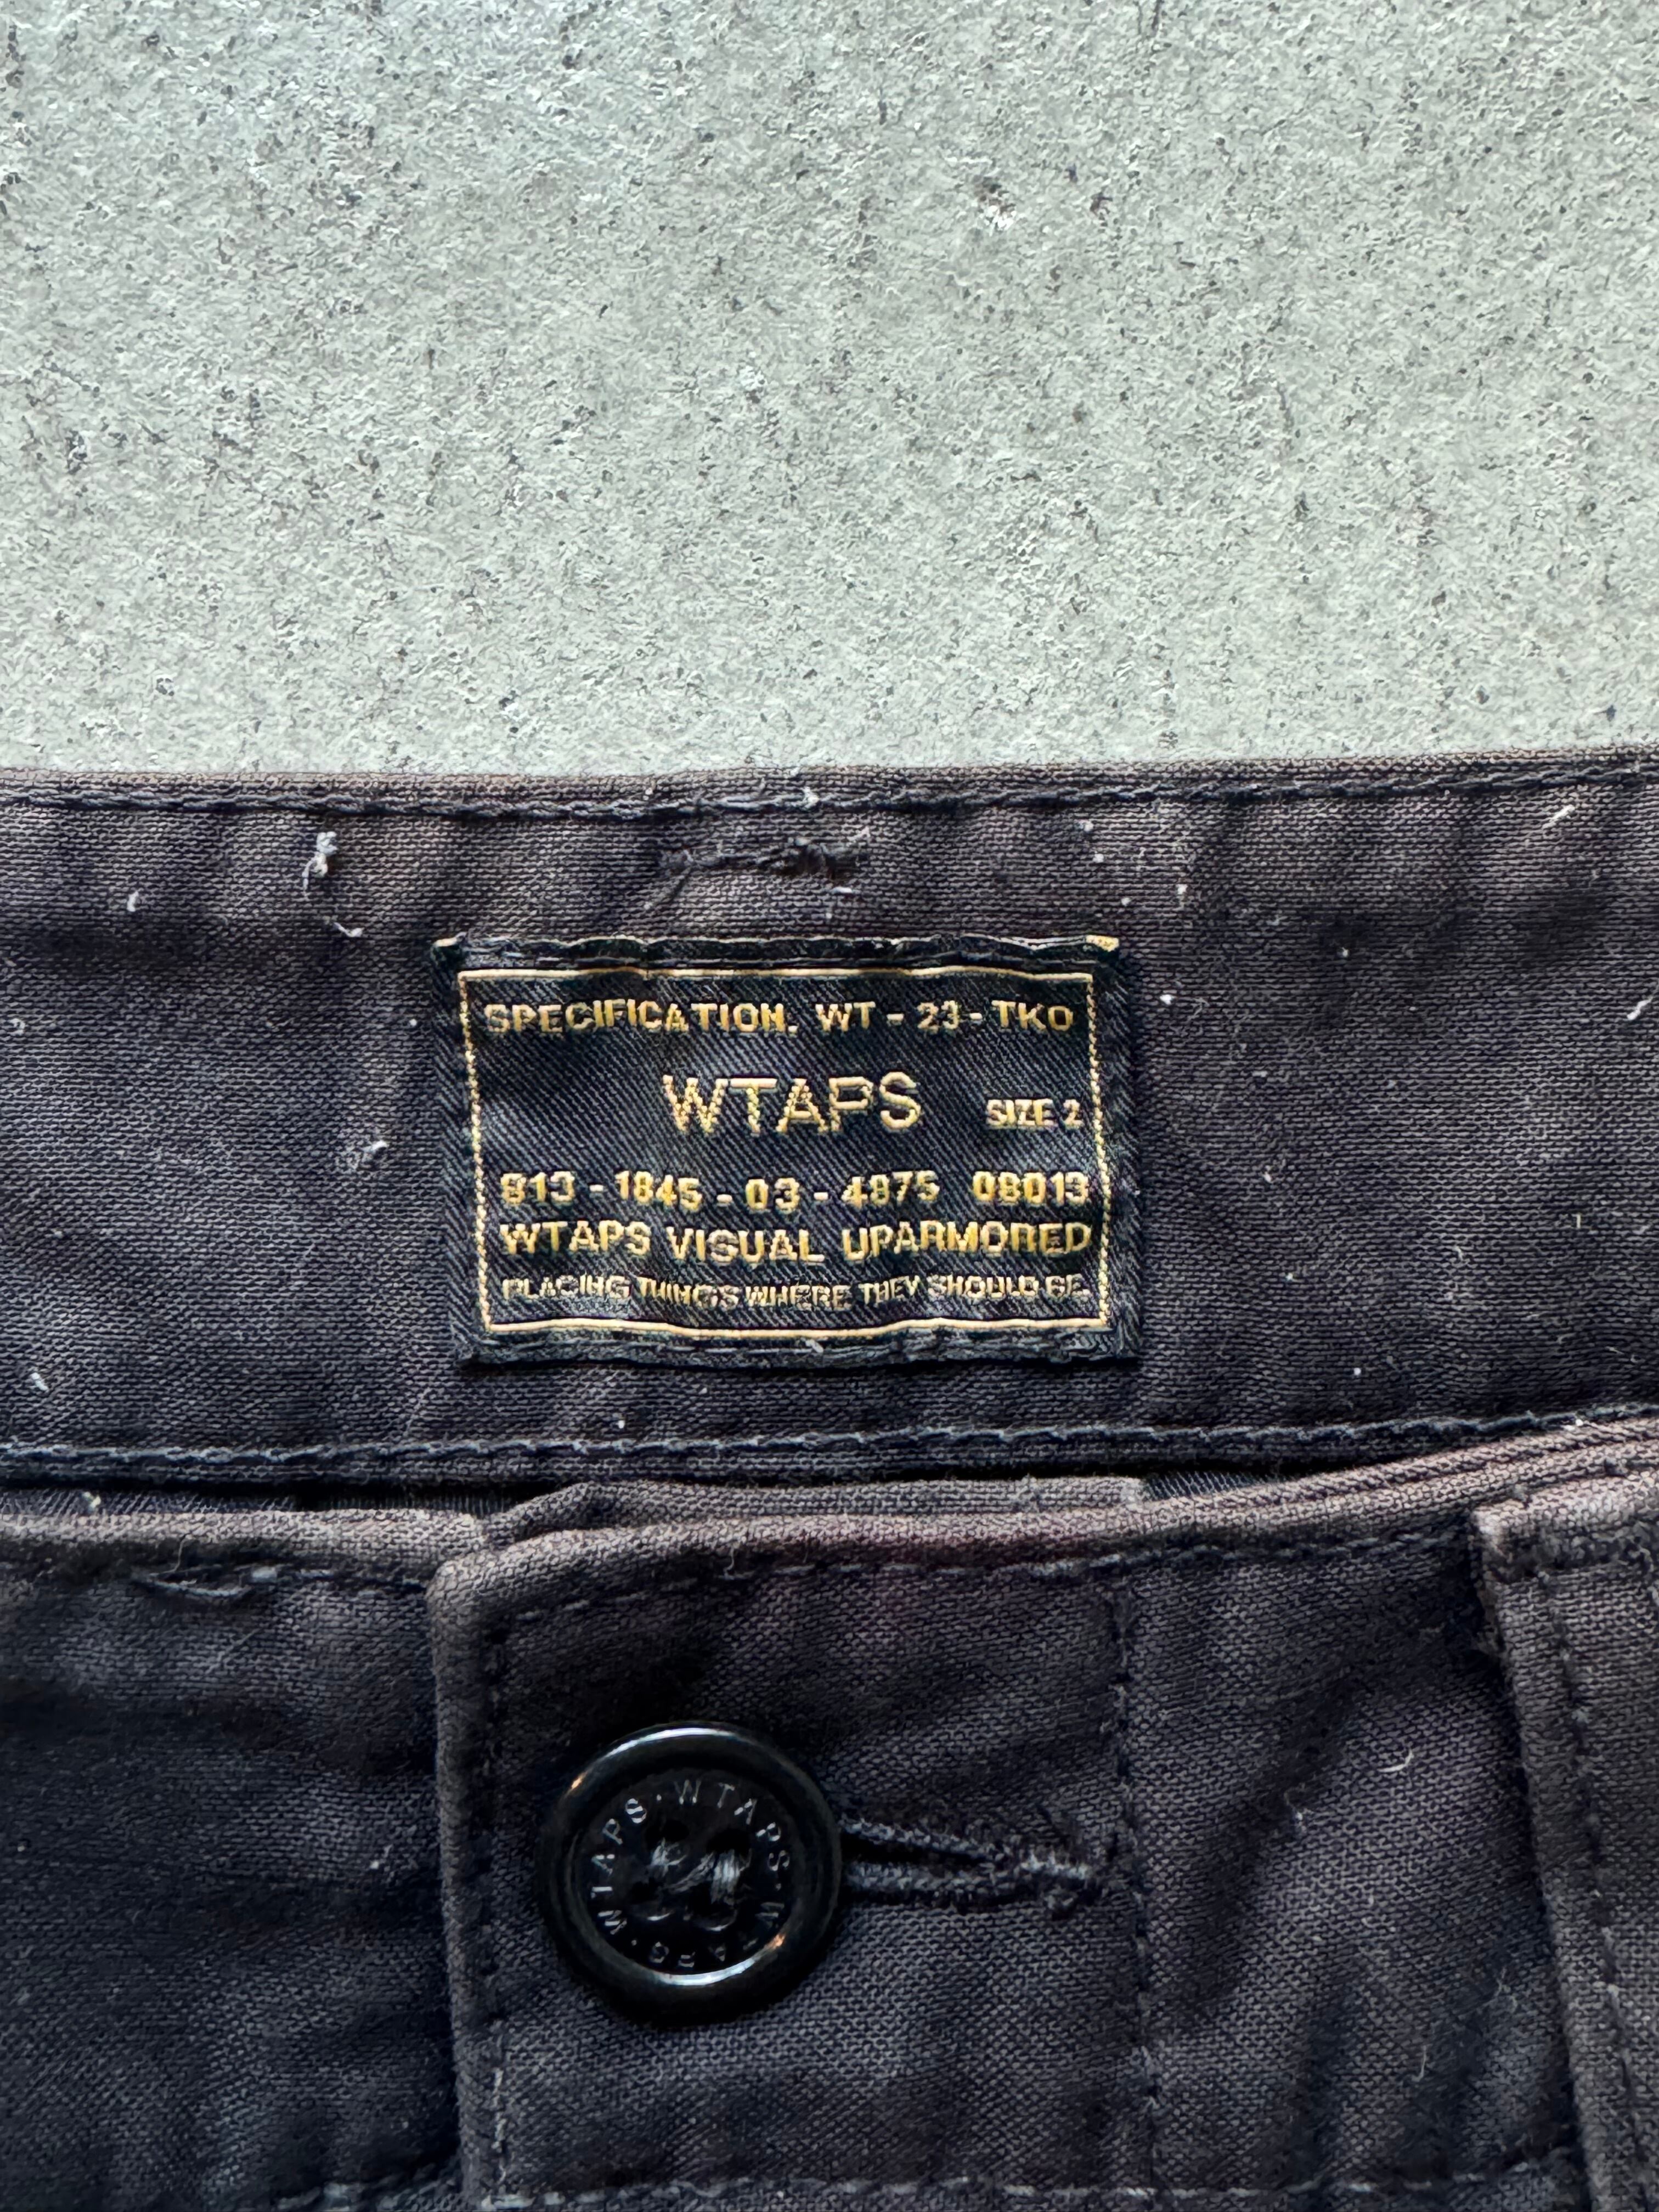 SPECIFICATION. WT - 23 - TKO
WTAPS SIZE 2
813 - 1845 - 03 - 4875 08013
WTAPS VISUAL UPARMORED
PLACING THINGS WHERE THEY SHOULD BE.
WTAPS · WTAPS · WTAPS ·